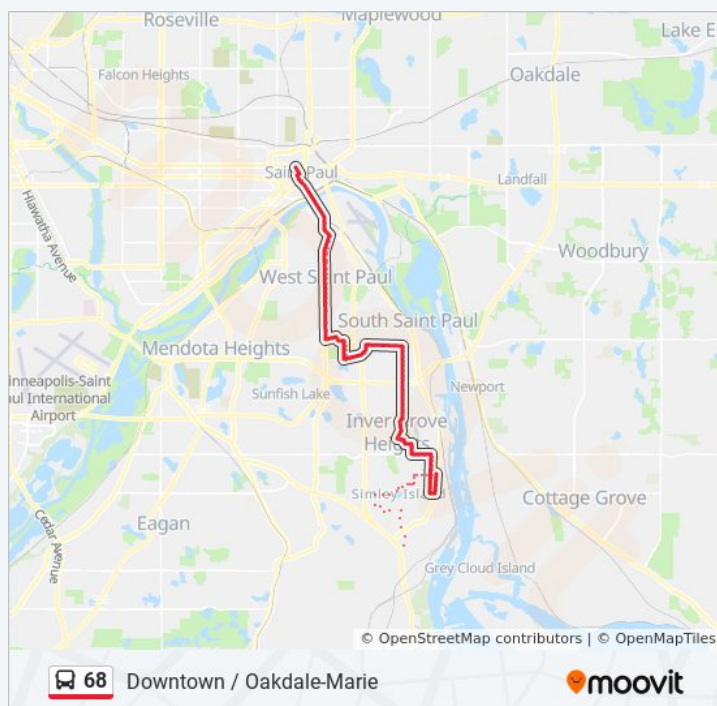 Roseville
Maplewood
Lake E
Falcon Heights
Oakdale
Saint Paul
Landfall
Hiawatha Avenue
Woodbury
West Saint Paul
South Saint Paul
Mendota Heights
inneapolis-Saint
ul International
Airport
Sunfish Lake
Newport
Inver Grove
Heights
Simley Island
Cottage Grove
Eagan
Cedar Avenue
Grey Cloud Island
© OpenStreetMap contributors | © OpenMapTiles
68 Downtown / Oakdale-Marie
moovit